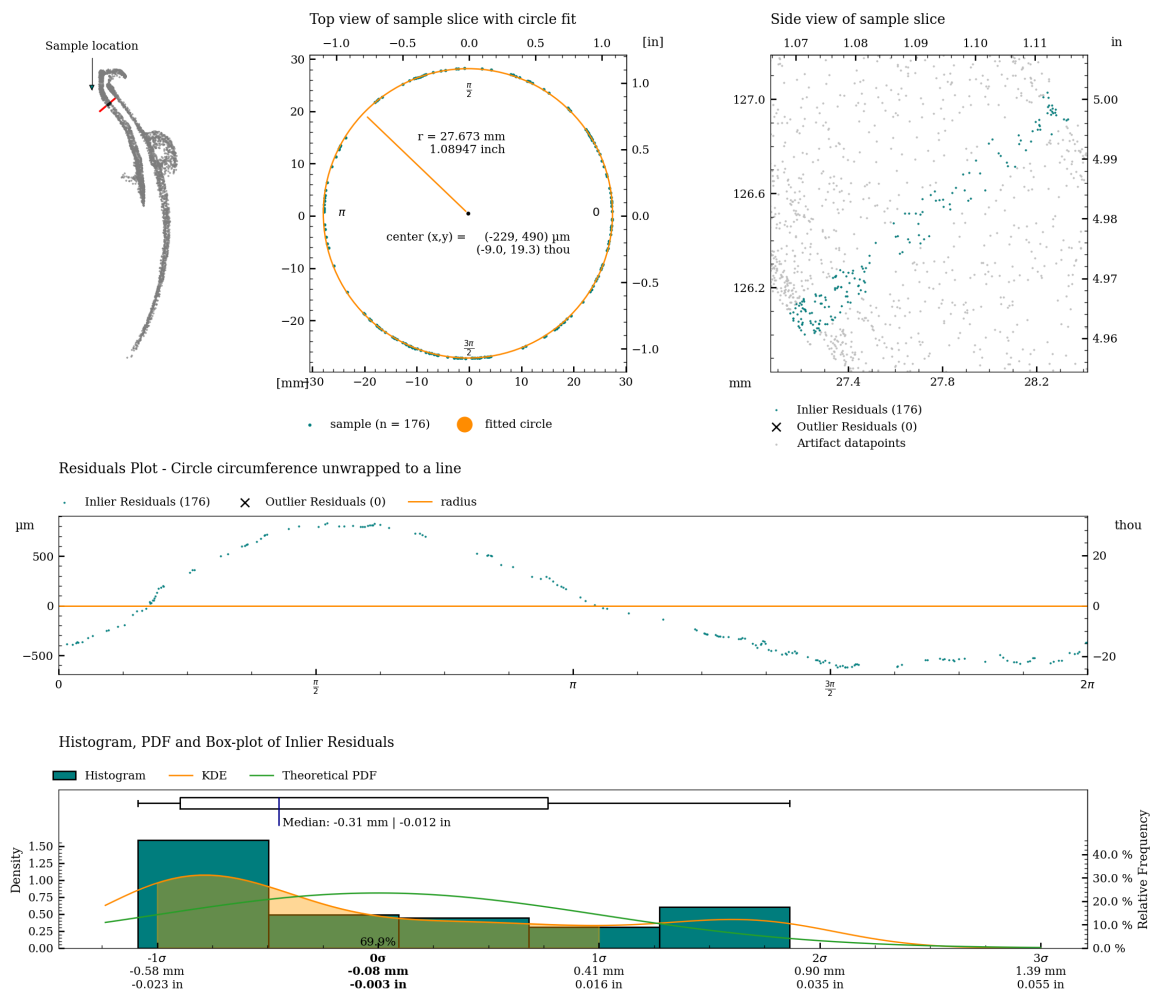 Sample location
Top view of sample slice with circle fit
−1.0 −0.5 0.0 0.5 1.0 [in]
30
20
10
0
−10
−20
[mm]
−30 −20 −10 0 10 20 30
1.0
0.5
0.0
−0.5
−1.0
π/2
r = 27.673 mm
1.08947 inch
π
0
center (x,y) = (-229, 490) µm
(-9.0, 19.3) thou
3π/2
sample (n = 176)
fitted circle
Side view of sample slice
1.07 1.08 1.09 1.10 1.11 in
127.0
126.6
126.2
5.00
4.99
4.98
4.97
4.96
mm 27.4 27.8 28.2
Inlier Residuals (176)
Outlier Residuals (0)
Artifact datapoints
Residuals Plot - Circle circumference unwrapped to a line
Inlier Residuals (176) Outlier Residuals (0) radius
µm
500
0
−500
thou
20
0
−20
0 π/2 π 3π/2 2π
Histogram, PDF and Box-plot of Inlier Residuals
Histogram KDE Theoretical PDF
Median: -0.31 mm | -0.012 in
Density
1.50
1.25
1.00
0.75
0.50
0.25
0.00
Relative Frequency
40.0 %
30.0 %
20.0 %
10.0 %
0.0 %
69.9%
-1σ 0σ 1σ 2σ 3σ
-0.58 mm -0.08 mm 0.41 mm 0.90 mm 1.39 mm
-0.023 in -0.003 in 0.016 in 0.035 in 0.055 in